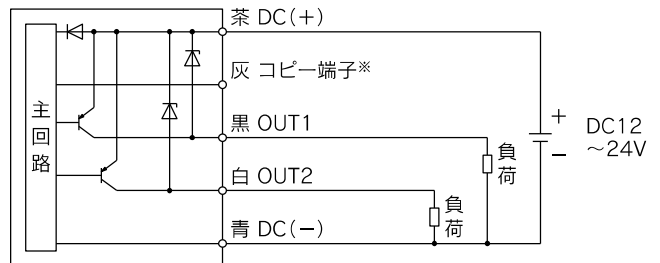 茶 DC(+)
灰 コピー端子※
黒 OUT1
白 OUT2
青 DC(-)
主回路
負荷
負荷
+
-
DC12
~24V